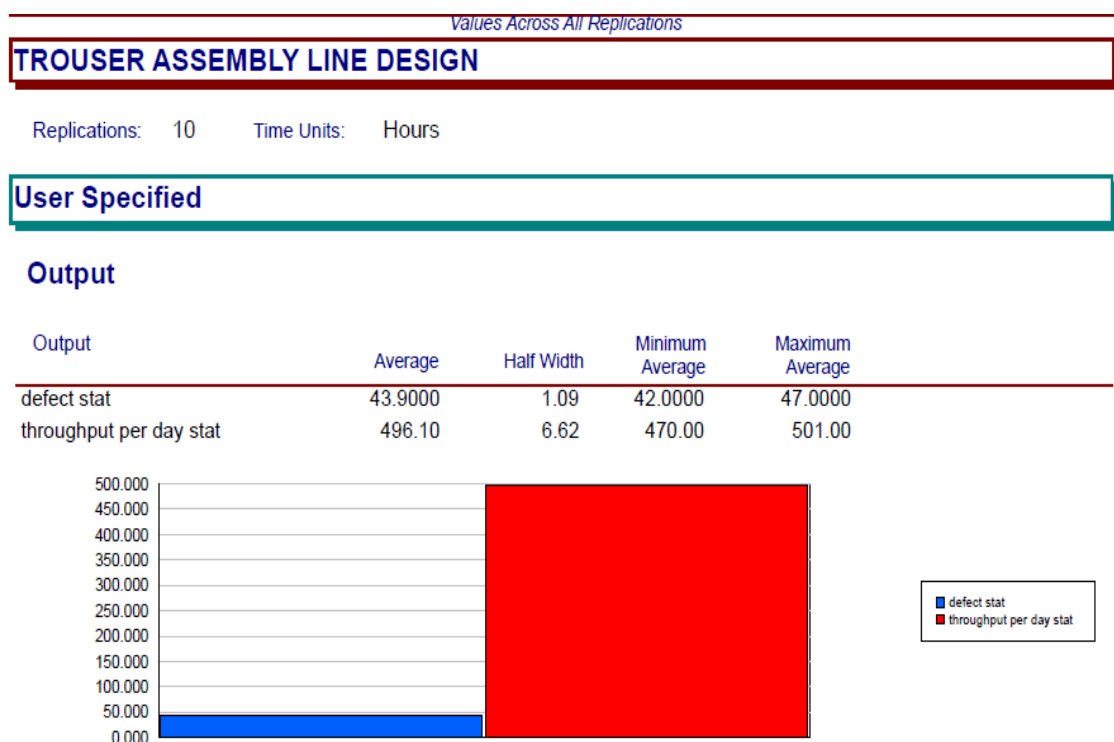 Values Across All Replications
TROUSER ASSEMBLY LINE DESIGN
Replications: 10 Time Units: Hours
User Specified
Output
Output Average Half Width Minimum Average Maximum Average
defect stat 43.9000 1.09 42.0000 47.0000
throughput per day stat 496.10 6.62 470.00 501.00
500.000
450.000
400.000
350.000
300.000
250.000
200.000
150.000
100.000
50.000
0.000
defect stat
throughput per day stat